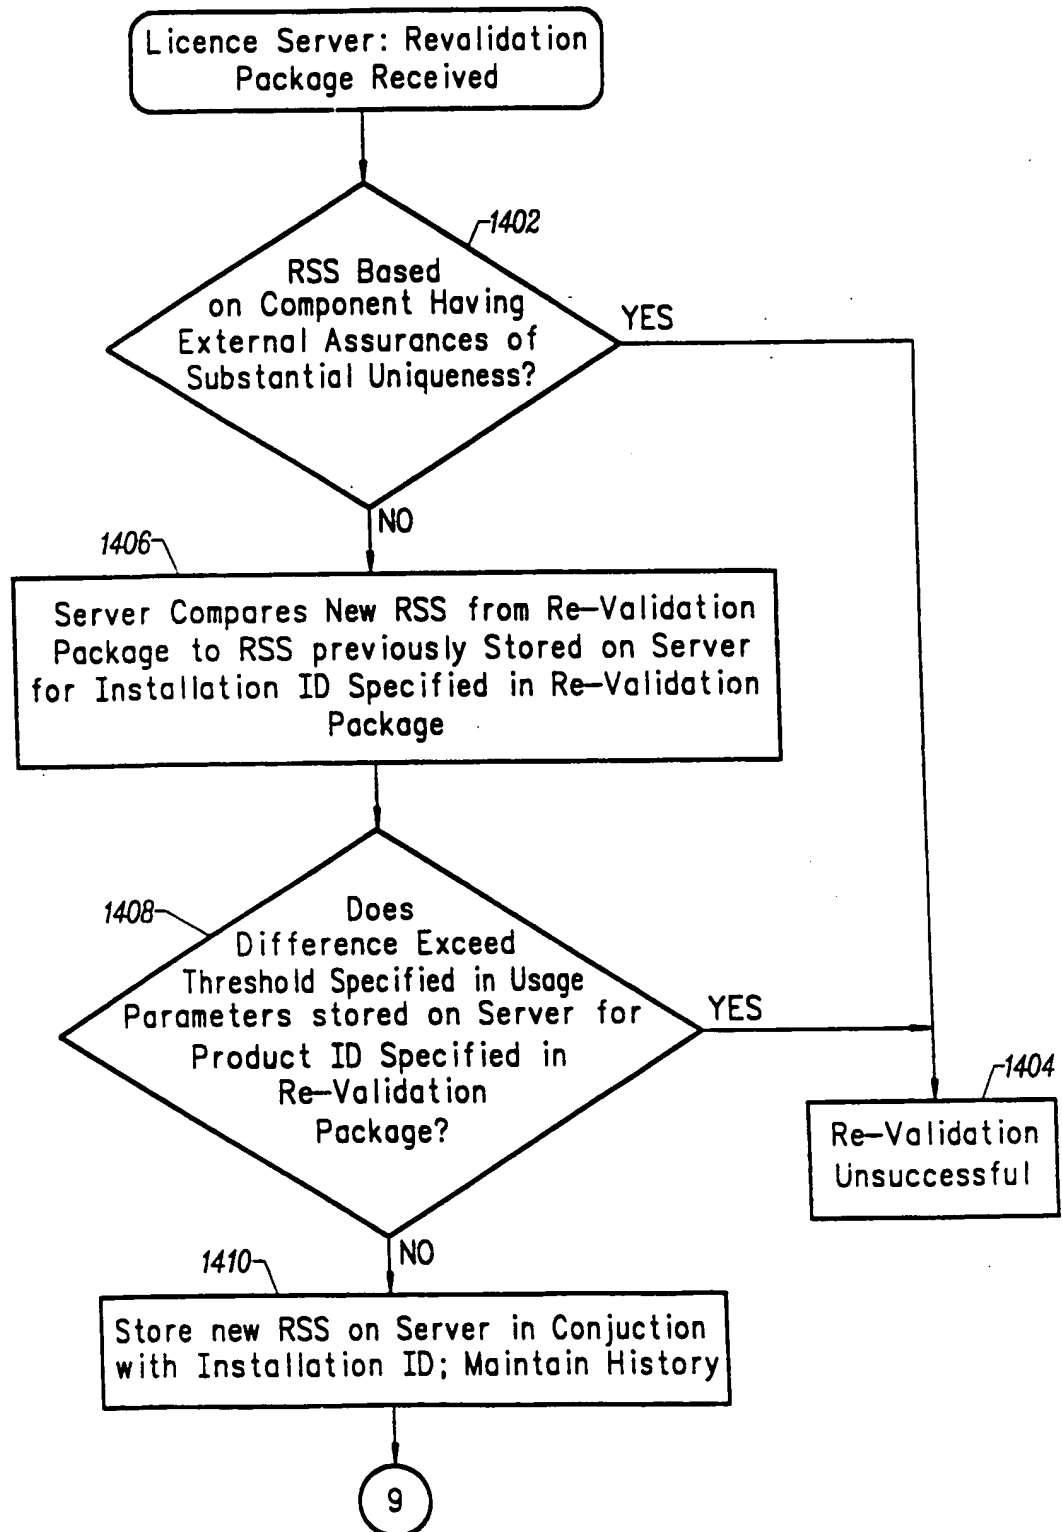 Licence Server: Revalidation
Package Received
1402
RSS Based
on Component Having
External Assurances of
Substantial Uniqueness?
YES
NO
1406
Server Compares New RSS from Re-Validation
Package to RSS previously Stored on Server
for Installation ID Specified in Re-Validation
Package
1408
Does
Difference Exceed
Threshold Specified in Usage
Parameters stored on Server for
Product ID Specified in
Re-Validation
Package?
YES
1404
Re-Validation
Unsuccessful
NO
1410
Store new RSS on Server in Conjuction
with Installation ID; Maintain History
9